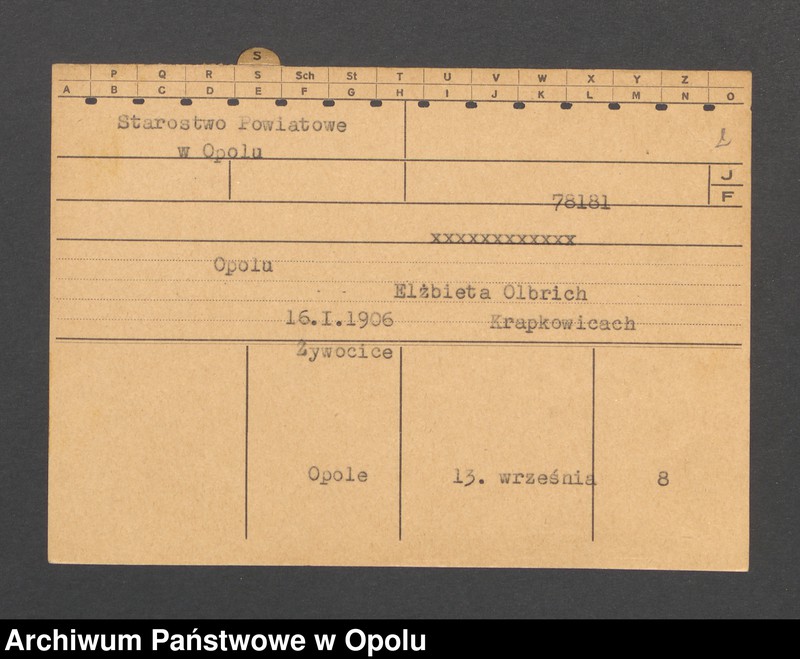 S
P Q R S Sch St T U V W X Y Z
A B C D E F G H I J K L M N O
Starostwo Powiatowe
w Opolu
J
F
78181
xxxxxxxxxxxx
Opolu
Elżbieta Olbrich
16.I.1906 Krapkowicach
Żywocice
Opole 13. września 8
Archiwum Państwowe w Opolu